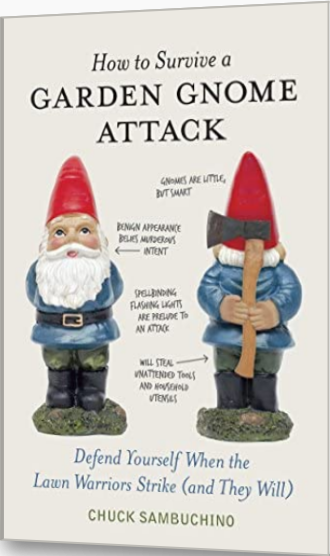 How to Survive a
GARDEN GNOME
ATTACK
GNOMES ARE LITTLE,
BUT SMART
BENIGN APPEARANCE
BELIES MURDEROUS
INTENT
SPELLBINDING
FLASHING LIGHTS
ARE PRELUDE TO
AN ATTACK
WILL STEAL
UNATTENDED TOOLS
AND HOUSEHOLD
UTENSILS
Defend Yourself When the
Lawn Warriors Strike (and They Will)
CHUCK SAMBUCHINO